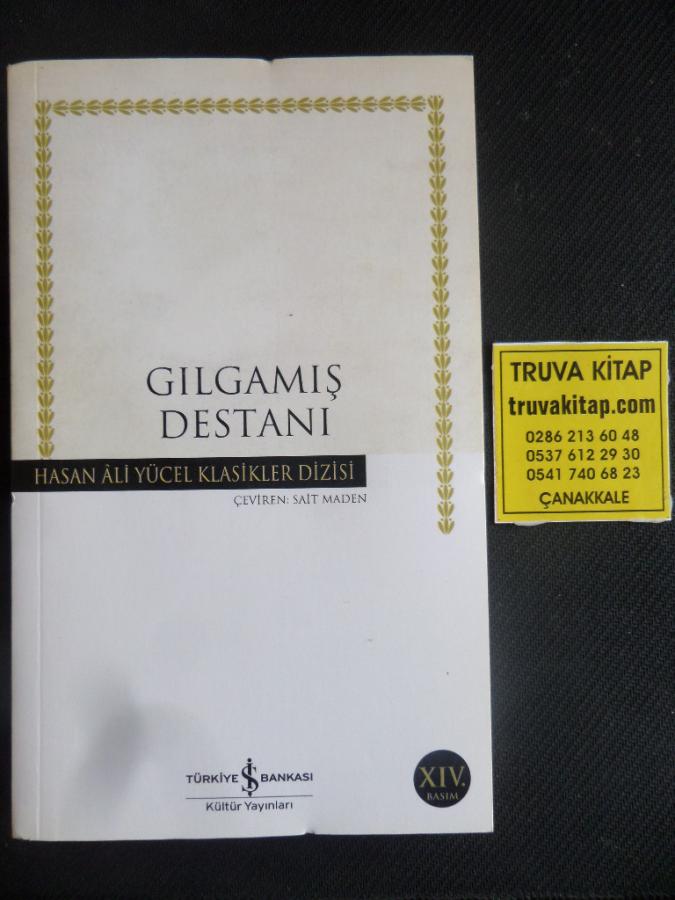 GILGAMIŞ
DESTANI
HASAN ÂLİ YÜCEL KLASİKLER DİZİSİ
ÇEVİREN: SAİT MADEN
TÜRKİYE İŞ BANKASI
Kültür Yayınları
XIV.
BASIM
TRUVA KİTAP
truvakitap.com
0286 213 60 48
0537 612 29 30
0541 740 68 23
ÇANAKKALE